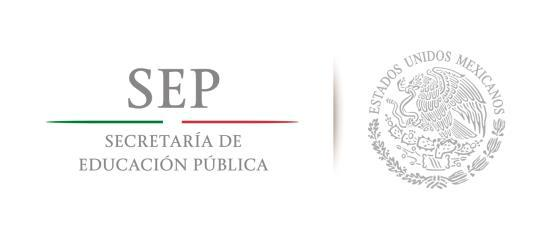 SEP
SECRETARÍA DE
EDUCACIÓN PÚBLICA
ESTADOS UNIDOS MEXICANOS